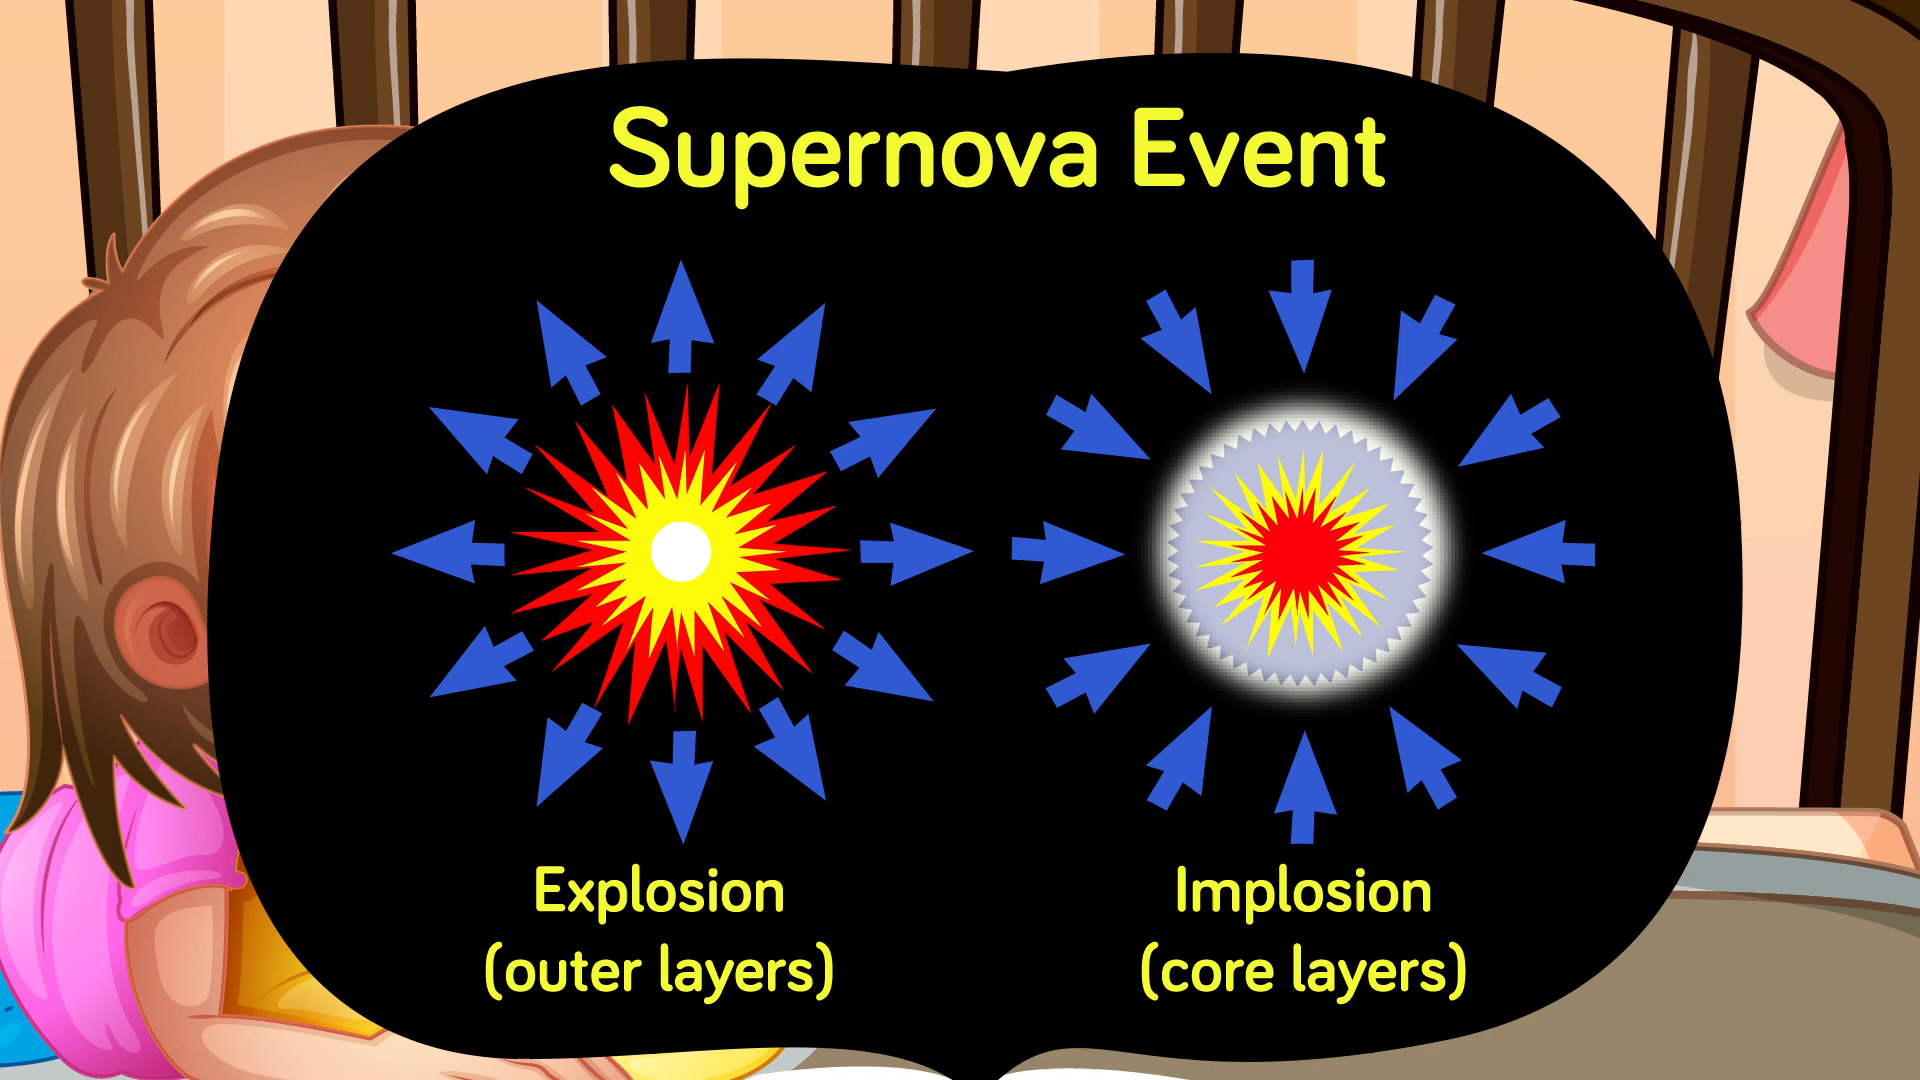 Supernova Event
Explosion
(outer layers)
Implosion
(core layers)